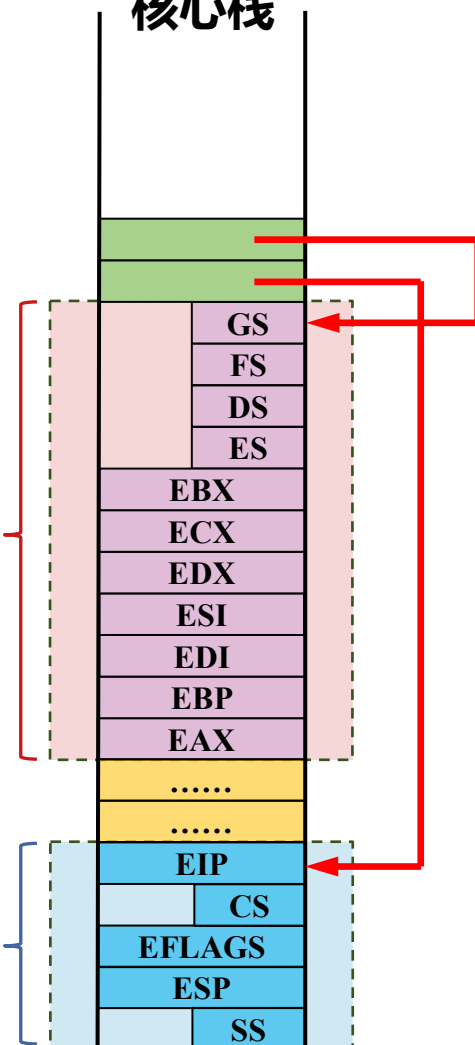 核心栈
GS
FS
DS
ES
EBX
ECX
EDX
ESI
EDI
EBP
EAX
......
......
EIP
CS
EFLAGS
ESP
SS